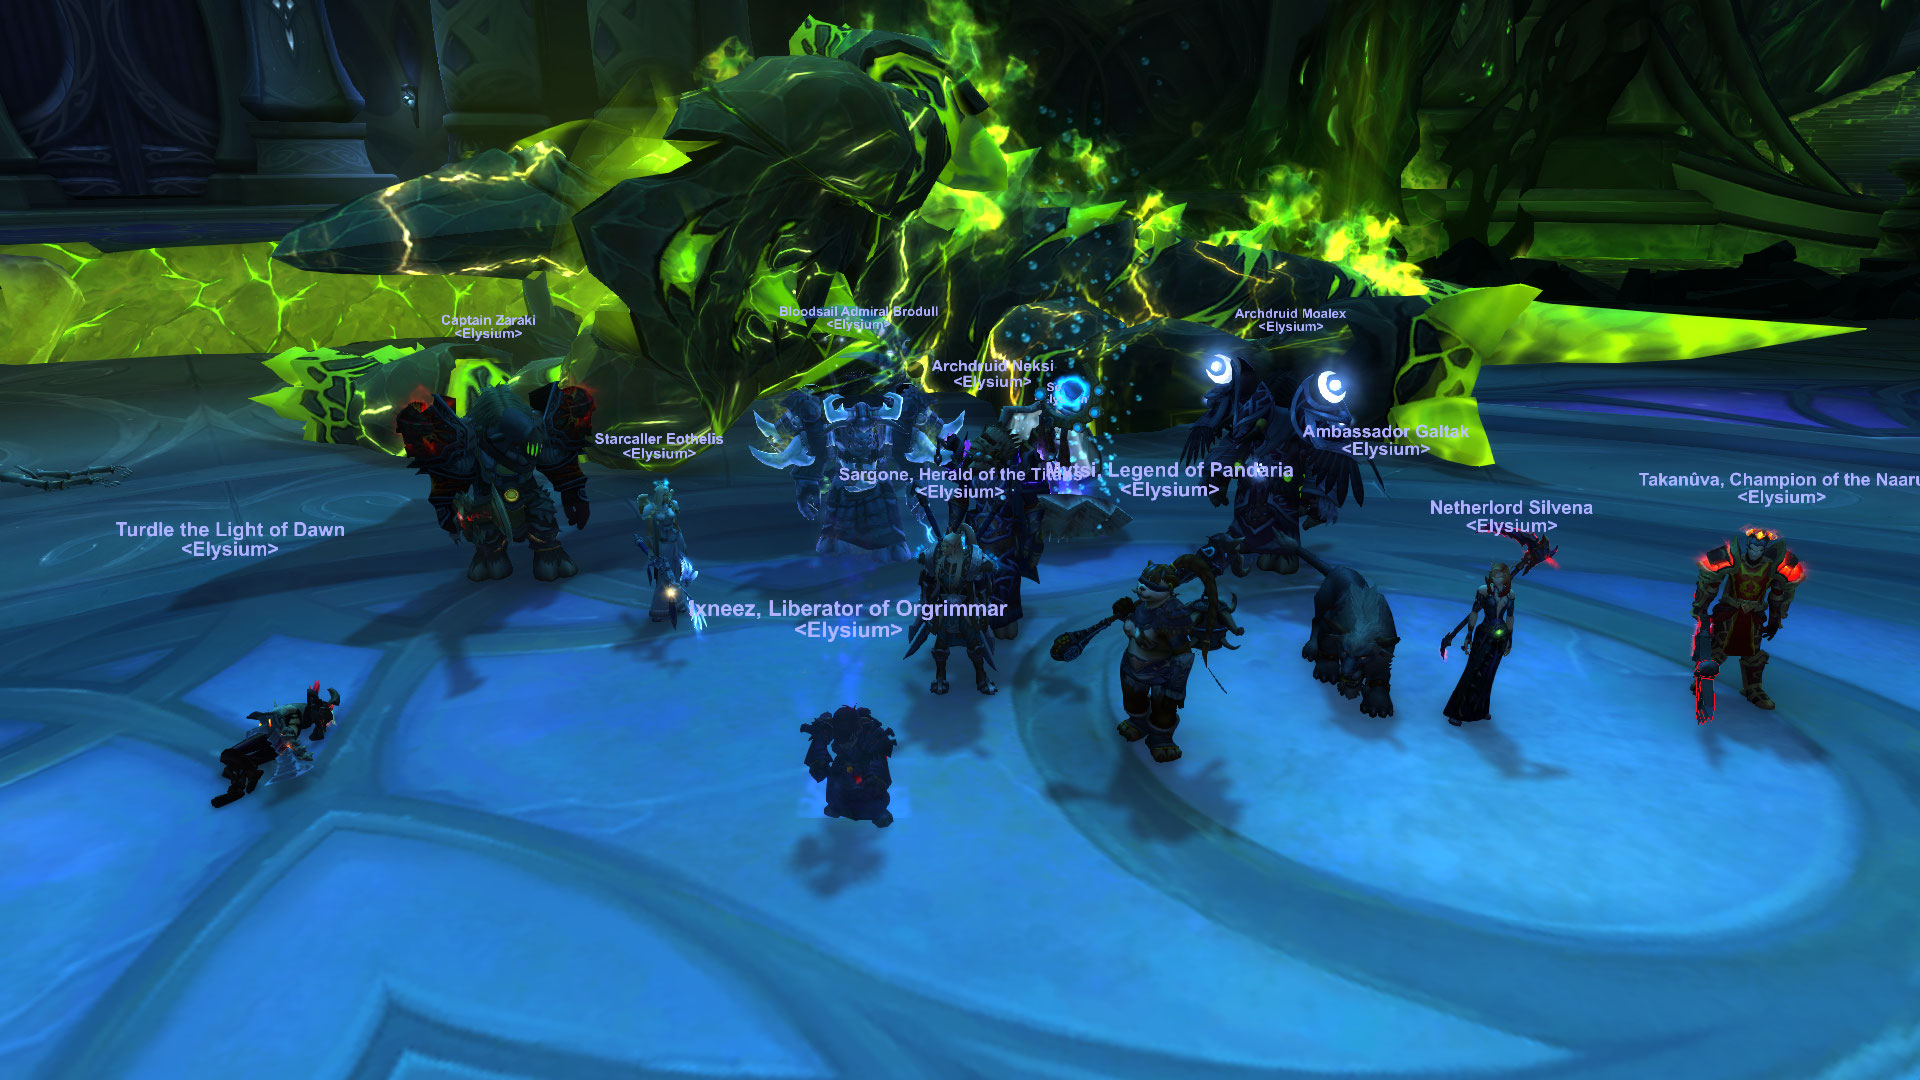 Captain Zaraki
<Elysium>
Bloodsail Admiral Brodull
<Elysium>
Archdruid Moalex
<Elysium>
Archdruid Neksi
<Elysium>
Starcaller Eothelis
<Elysium>
Ambassador Galtak
<Elysium>
Sargone, Herald of the Titans
<Elysium>
Mytsi, Legend of Pandaria
<Elysium>
Takanûva, Champion of the Naaru
<Elysium>
Netherlord Silvena
<Elysium>
Turdle the Light of Dawn
<Elysium>
Ixneez, Liberator of Orgrimmar
<Elysium>